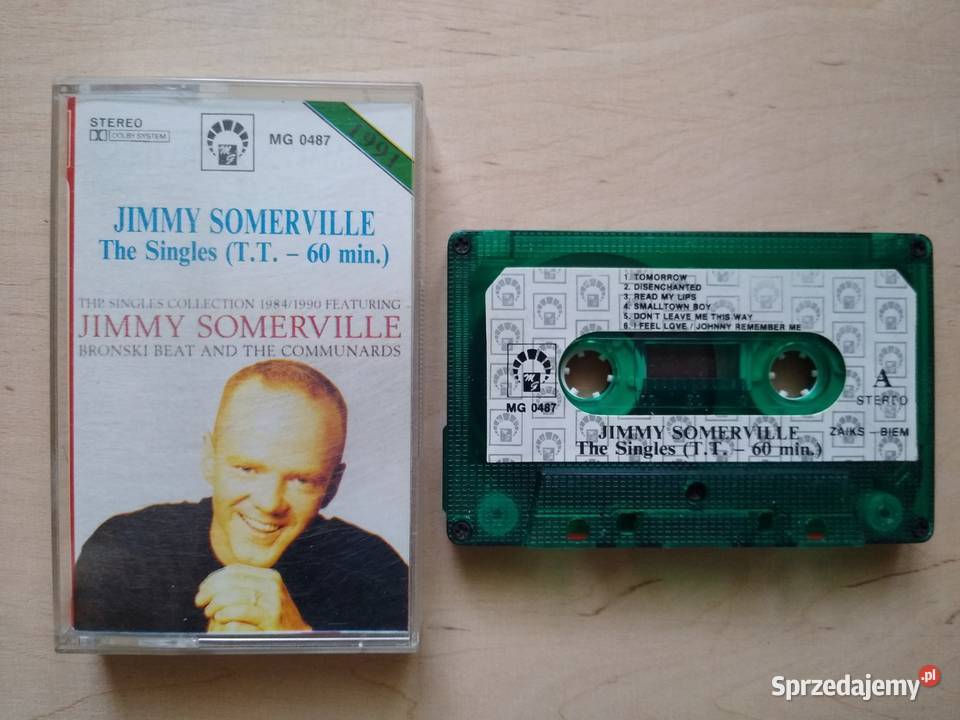 STEREO
DOLBY SYSTEM
MG
MG 0487
1991
JIMMY SOMERVILLE
The Singles (T.T. – 60 min.)
THE SINGLES COLLECTION 1984/1990 FEATURING
JIMMY SOMERVILLE
BRONSKI BEAT AND THE COMMUNARDS
1. TOMORROW
2. DISENCHANTED
3. READ MY LIPS
4. SMALLTOWN BOY
5. DON'T LEAVE ME THIS WAY
6. I FEEL LOVE / JOHNNY REMEMBER ME
MG
MG 0487
A
STEREO
JIMMY SOMERVILLE
ZAIKS – BIEM
The Singles (T.T. – 60 min.)
Sprzedajemy.pl